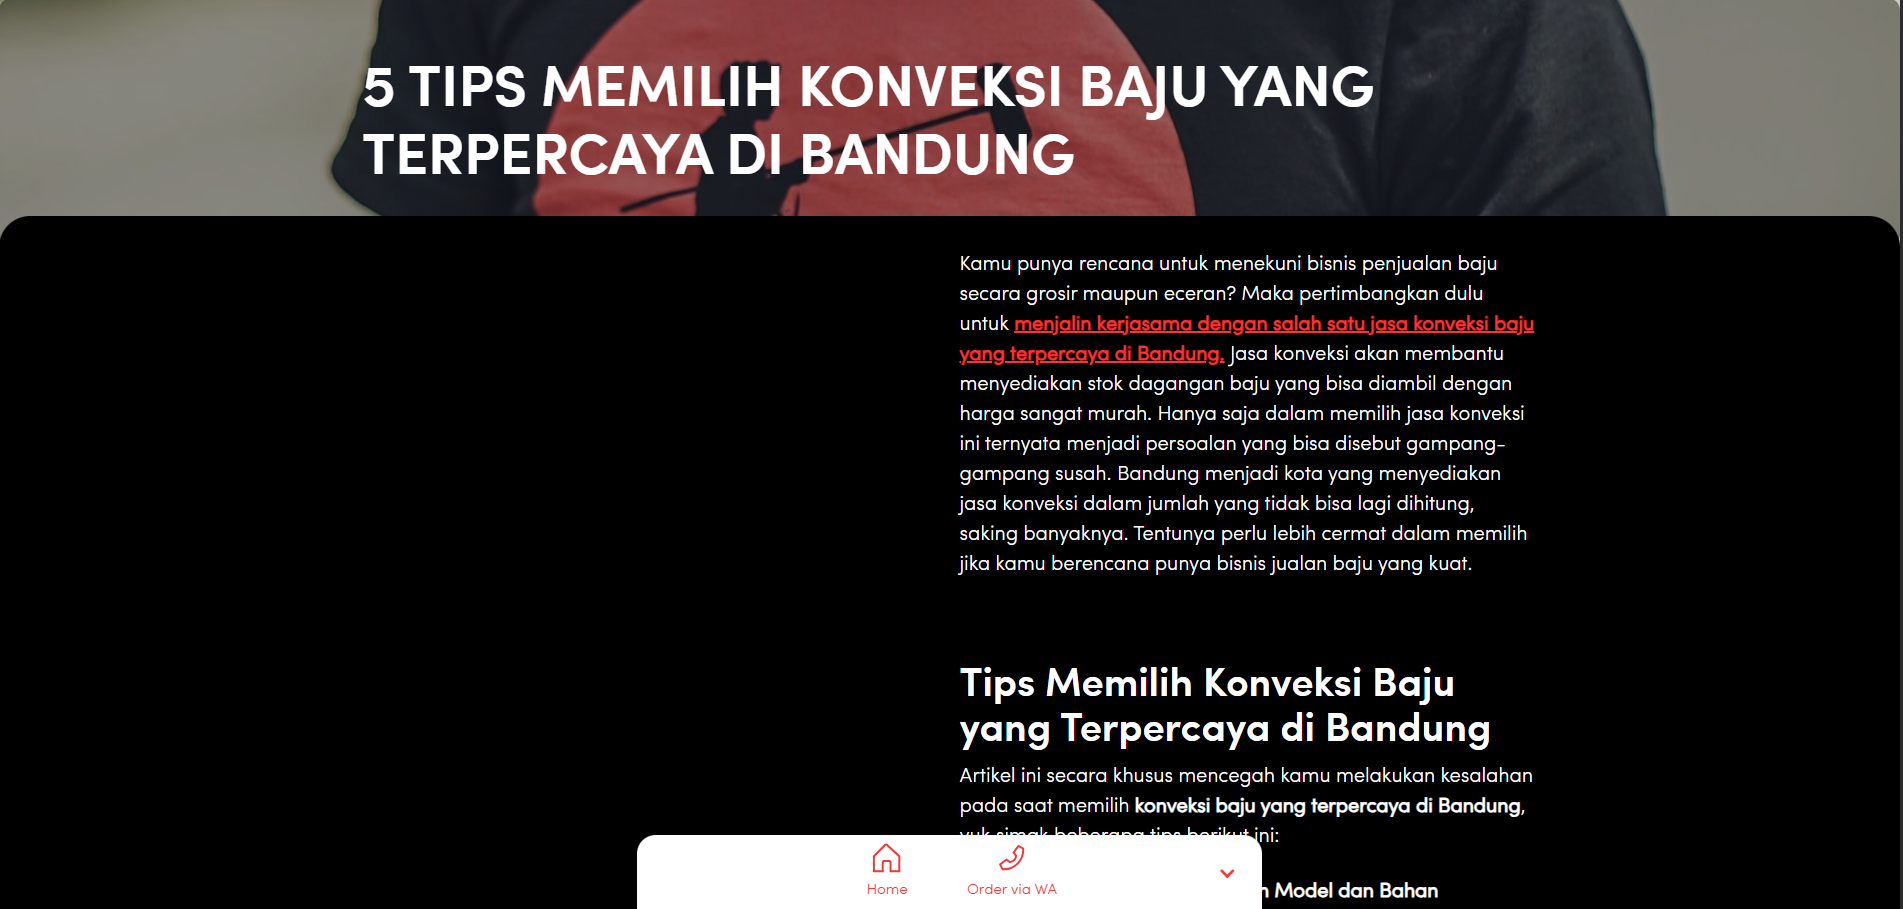 5 TIPS MEMILIH KONVEKSI BAJU YANG
TERPERCAYA DI BANDUNG
Kamu punya rencana untuk menekuni bisnis penjualan baju
secara grosir maupun eceran? Maka pertimbangkan dulu
untuk menjalin kerjasama dengan salah satu jasa konveksi baju
yang terpercaya di Bandung. Jasa konveksi akan membantu
menyediakan stok dagangan baju yang bisa diambil dengan
harga sangat murah. Hanya saja dalam memilih jasa konveksi
ini ternyata menjadi persoalan yang bisa disebut gampang-
gampang susah. Bandung menjadi kota yang menyediakan
jasa konveksi dalam jumlah yang tidak bisa lagi dihitung,
saking banyaknya. Tentunya perlu lebih cermat dalam memilih
jika kamu berencana punya bisnis jualan baju yang kuat.
Tips Memilih Konveksi Baju
yang Terpercaya di Bandung
Artikel ini secara khusus mencegah kamu melakukan kesalahan
pada saat memilih konveksi baju yang terpercaya di Bandung,
yuk simak beberapa tips berikut ini:
Model dan Bahan
Home
Order via WA